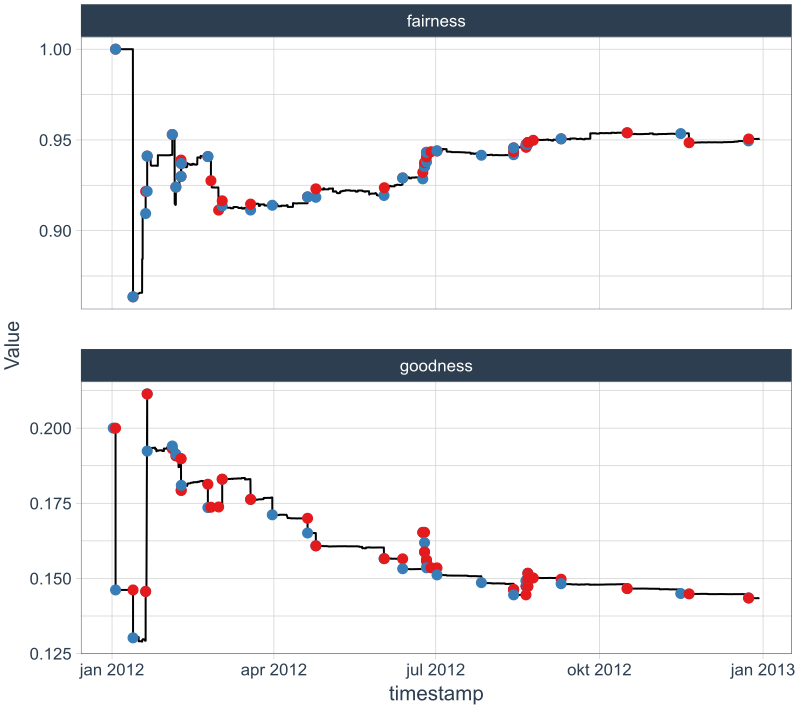 fairness
1.00
0.95
0.90
Value
goodness
0.200
0.175
0.150
0.125
jan 2012 apr 2012 jul 2012 okt 2012 jan 2013
timestamp